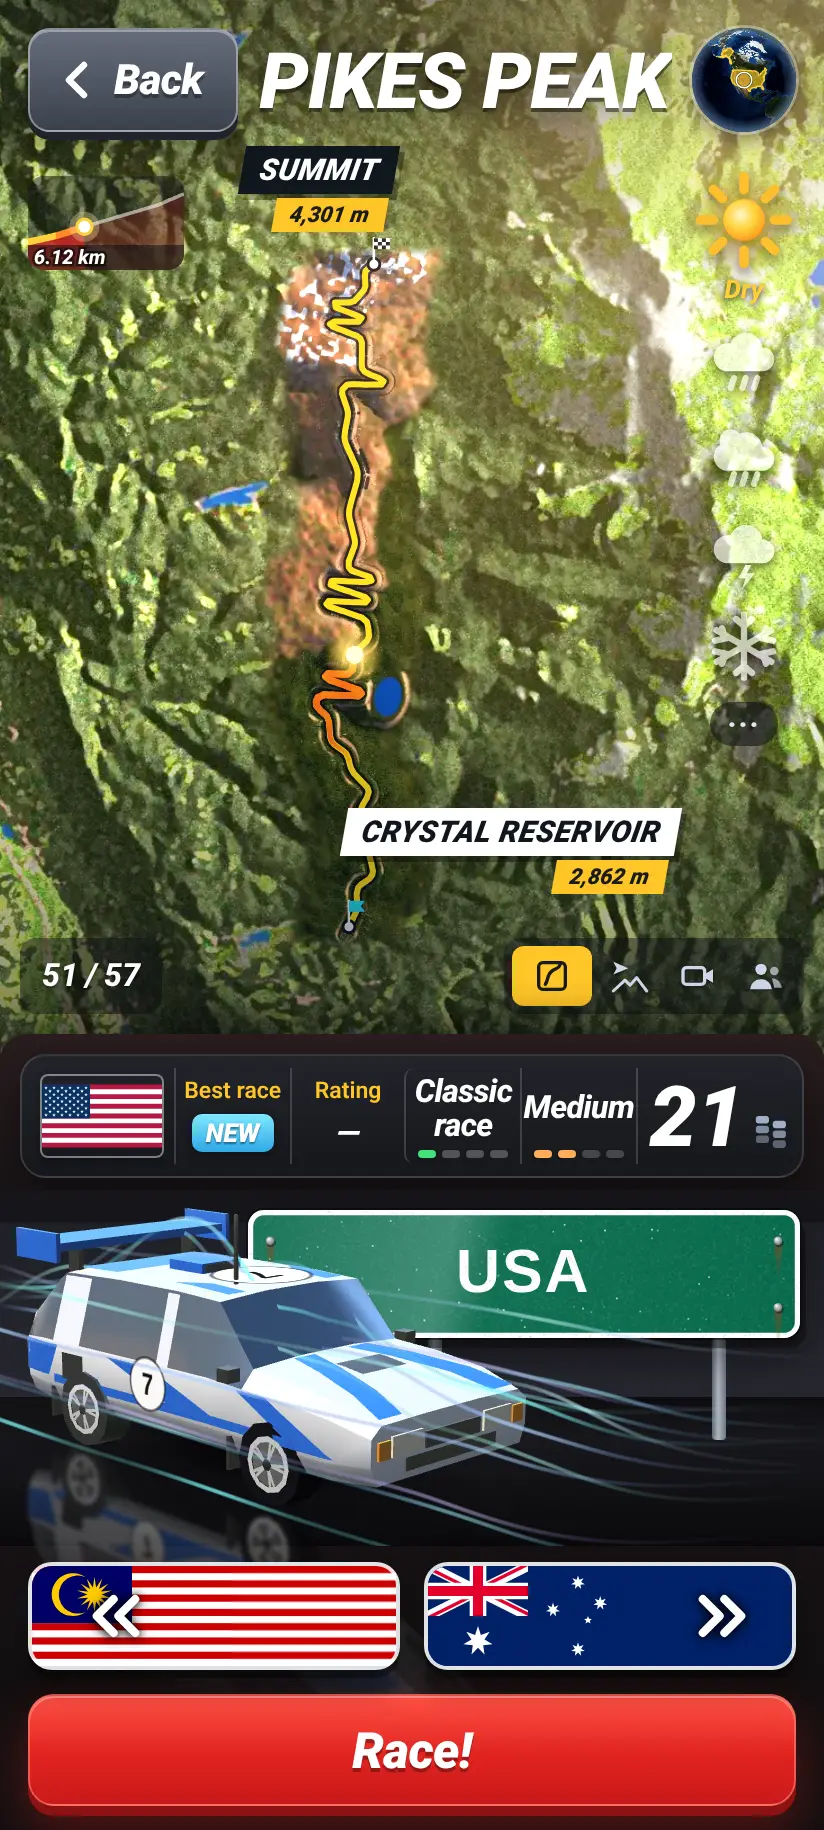 Back
PIKES PEAK
SUMMIT
4,301 m
6.12 km
Dry
CRYSTAL RESERVOIR
2,862 m
51 / 57
Best race
NEW
Rating
–
Classic
race
Medium
21
USA
7
Race!